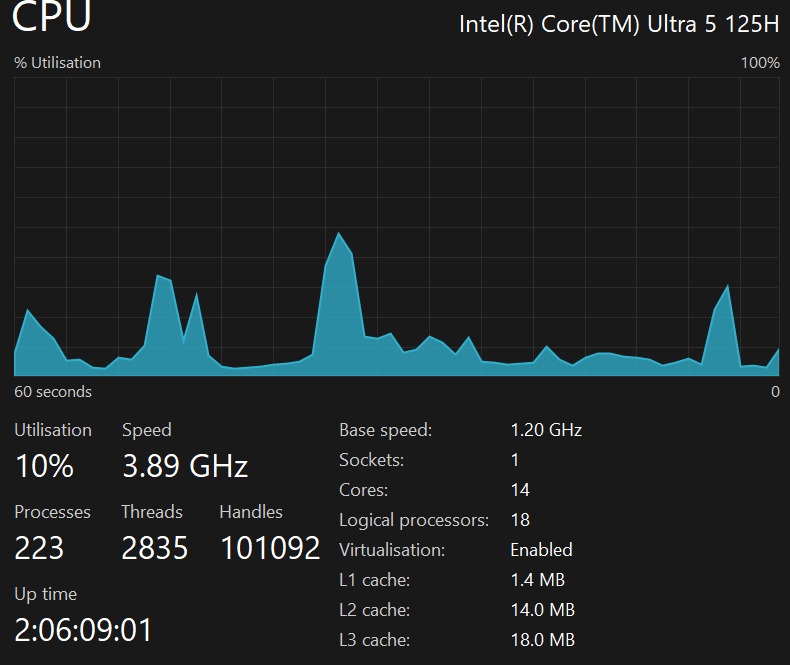 CPU
Intel(R) Core(TM) Ultra 5 125H
% Utilisation
100%
60 seconds
0
Utilisation
Speed
10%
3.89 GHz
Processes
Threads
Handles
223
2835
101092
Up time
2:06:09:01
Base speed: 1.20 GHz
Sockets: 1
Cores: 14
Logical processors: 18
Virtualisation: Enabled
L1 cache: 1.4 MB
L2 cache: 14.0 MB
L3 cache: 18.0 MB